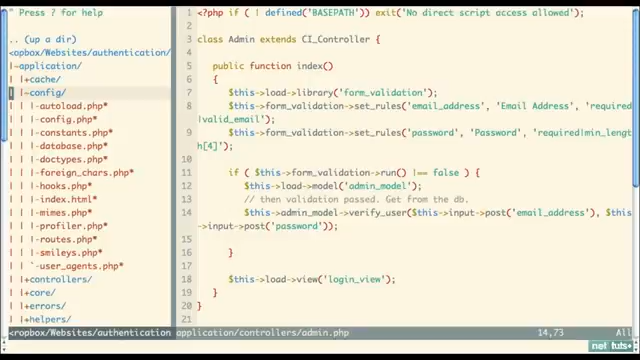 Press ? for help
.. (up a dir)
<opbox/Websites/authentication/
|~application/
| |+cache/
| |~config/
| | |-autoload.php*
| | |-config.php*
| | |-constants.php*
| | |-database.php*
| | |-doctypes.php*
| | |-foreign_chars.php*
| | |-hooks.php*
| | |-index.html*
| | |-mimes.php*
| | |-profiler.php*
| | |-routes.php*
| | |-smileys.php*
| | `-user_agents.php*
| |+controllers/
| |+core/
| |+errors/
| |+helpers/
<ropbox/Websites/authentication
1 <?php if ( ! defined('BASEPATH')) exit('No direct script access allowed');
2
3 class Admin extends CI_Controller {
4
5 public function index()
6 {
7 $this->load->library('form_validation');
8 $this->form_validation->set_rules('email_address', 'Email Address', 'required
|valid_email');
9 $this->form_validation->set_rules('password', 'Password', 'required|min_lengt
h[4]');
10
11 if ( $this->form_validation->run() !== false ) {
12 $this->load->model('admin_model');
13 // then validation passed. Get from the db.
14 $this->admin_model->verify_user($this->input->post('email_address'), $this-
->input->post('password'));
15
16 }
17
18 $this->load->view('login_view');
19 }
20 }
21
application/controllers/admin.php 14,73 All
net tuts+